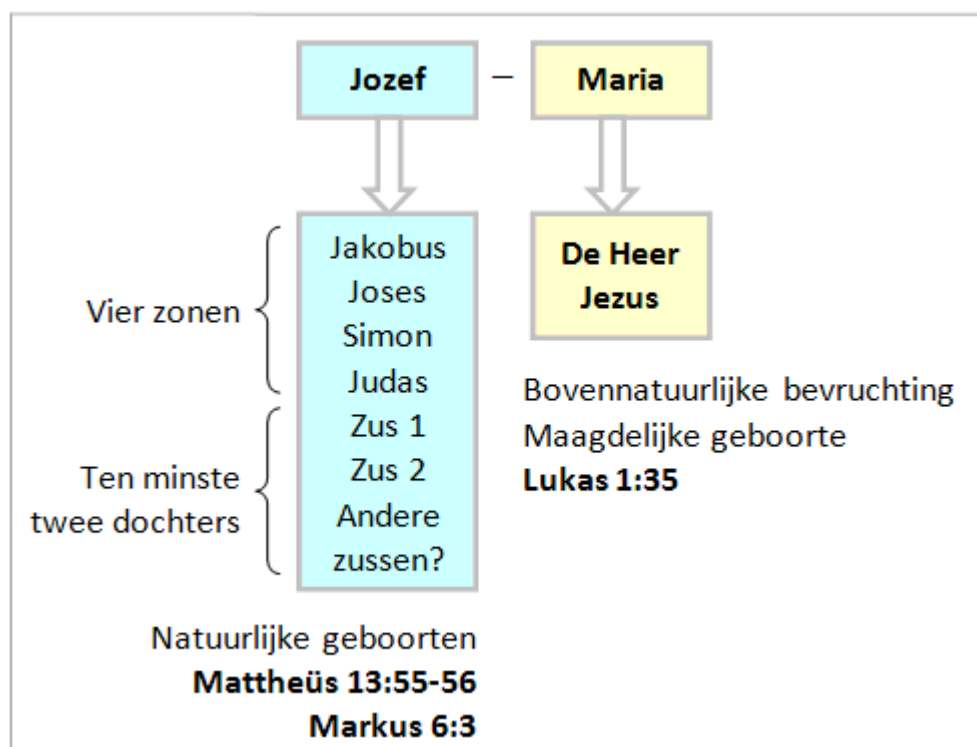 Jozef – Maria
Vier zonen
Jakobus
Joses
Simon
Judas
Ten minste
twee dochters
Zus 1
Zus 2
Andere
zussen?
Natuurlijke geboorten
Mattheüs 13:55-56
Markus 6:3
De Heer
Jezus
Bovennatuurlijke bevruchting
Maagdelijke geboorte
Lukas 1:35